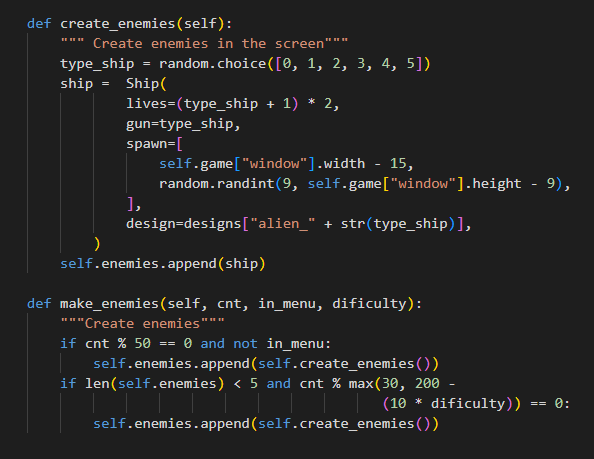 def create_enemies(self):
    """ Create enemies in the screen"""
    type_ship = random.choice([0, 1, 2, 3, 4, 5])
    ship =  Ship(
            lives=(type_ship + 1) * 2,
            gun=type_ship,
            spawn=[
                self.game["window"].width - 15,
                random.randint(9, self.game["window"].height - 9),
            ],
            design=designs["alien_" + str(type_ship)],
        )
    self.enemies.append(ship)

def make_enemies(self, cnt, in_menu, dificulty):
    """Create enemies"""
    if cnt % 50 == 0 and not in_menu:
        self.enemies.append(self.create_enemies())
    if len(self.enemies) < 5 and cnt % max(30, 200 -
                                           (10 * dificulty)) == 0:
        self.enemies.append(self.create_enemies())